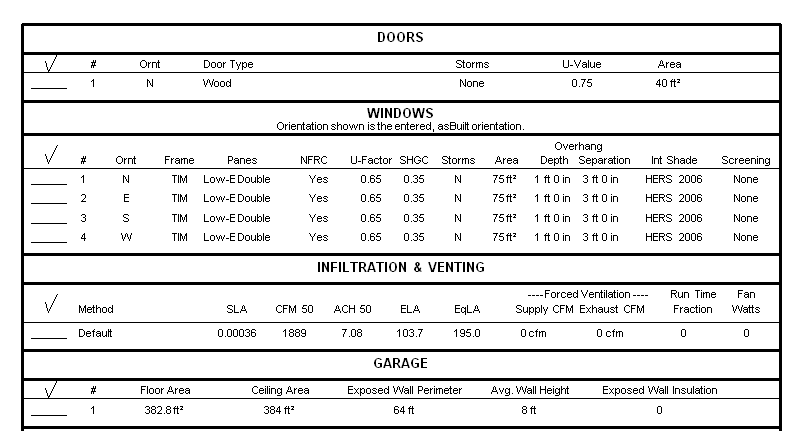 DOORS
√ # Ornt Door Type Storms U-Value Area
1 N Wood None 0.75 40 ft²
WINDOWS
Orientation shown is the entered, asBuilt orientation.
Overhang
√ # Ornt Frame Panes NFRC U-Factor SHGC Storms Area Depth Separation Int Shade Screening
1 N TIM Low-E Double Yes 0.65 0.35 N 75 ft² 1 ft 0 in 3 ft 0 in HERS 2006 None
2 E TIM Low-E Double Yes 0.65 0.35 N 75 ft² 1 ft 0 in 3 ft 0 in HERS 2006 None
3 S TIM Low-E Double Yes 0.65 0.35 N 75 ft² 1 ft 0 in 3 ft 0 in HERS 2006 None
4 W TIM Low-E Double Yes 0.65 0.35 N 75 ft² 1 ft 0 in 3 ft 0 in HERS 2006 None
INFILTRATION & VENTING
----Forced Ventilation---- Run Time Fan
√ Method SLA CFM 50 ACH 50 ELA EqLA Supply CFM Exhaust CFM Fraction Watts
Default 0.00036 1889 7.08 103.7 195.0 0 cfm 0 cfm 0 0
GARAGE
√ # Floor Area Ceiling Area Exposed Wall Perimeter Avg. Wall Height Exposed Wall Insulation
1 382.8 ft² 384 ft² 64 ft 8 ft 0